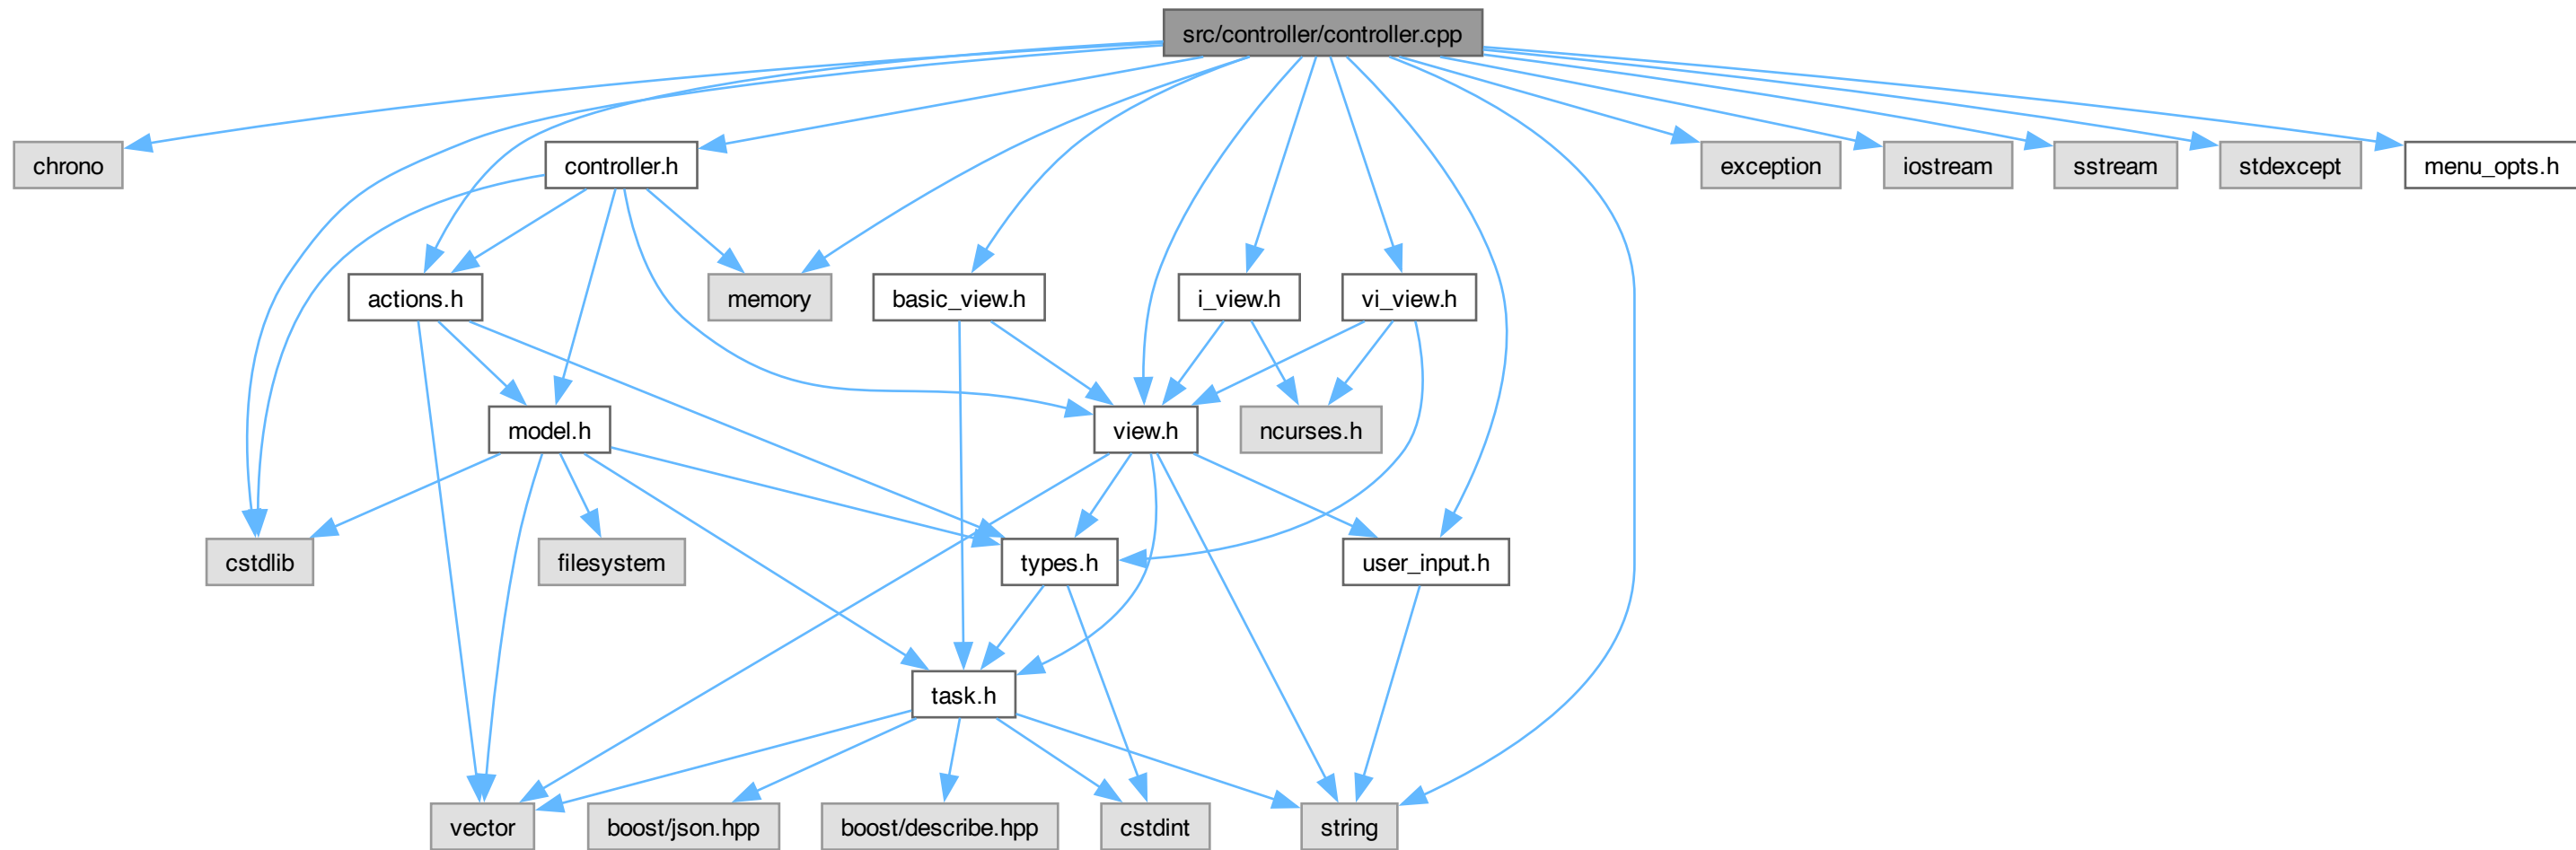 src/controller/controller.cpp
chrono
controller.h
exception
iostream
sstream
stdexcept
menu_opts.h
actions.h
memory
basic_view.h
i_view.h
vi_view.h
model.h
view.h
ncurses.h
cstdlib
filesystem
types.h
user_input.h
task.h
vector
boost/json.hpp
boost/describe.hpp
cstdint
string